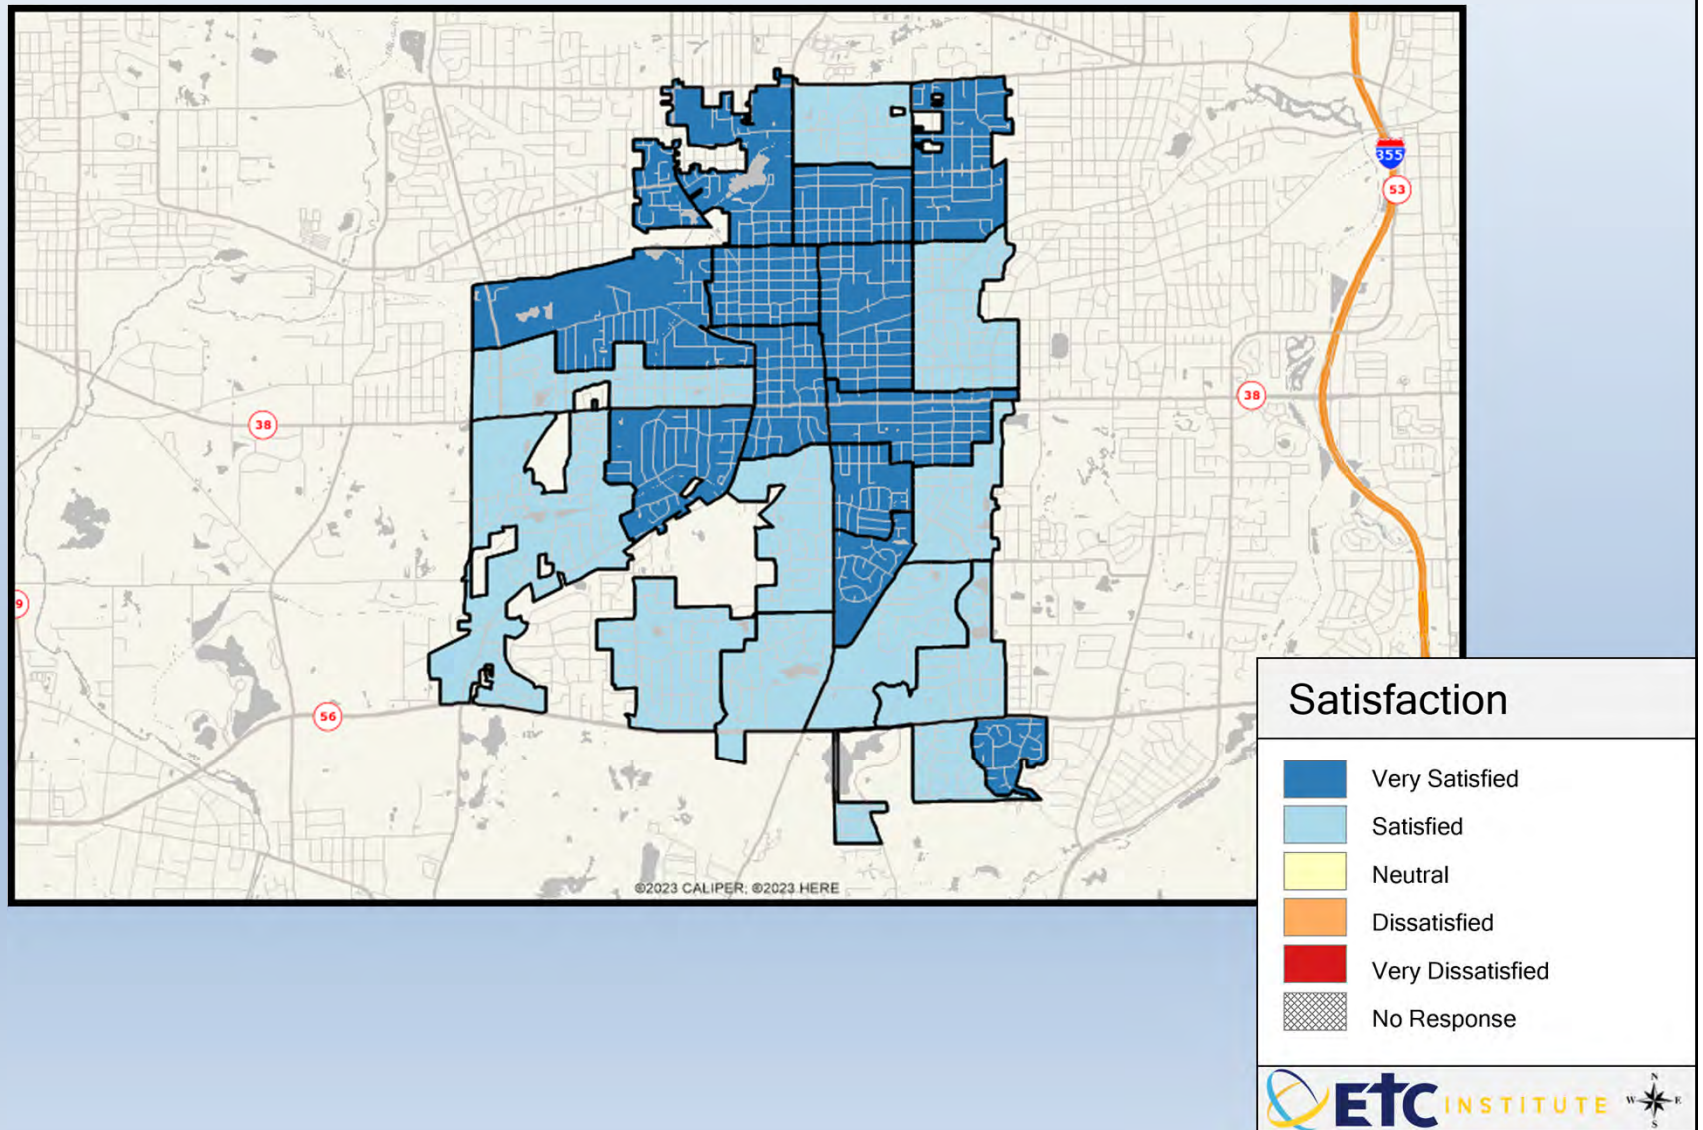 355
53
38
38
9
56
©2023 CALIPER; ©2023 HERE
Satisfaction
Very Satisfied
Satisfied
Neutral
Dissatisfied
Very Dissatisfied
No Response
ETC INSTITUTE
N
W E
S